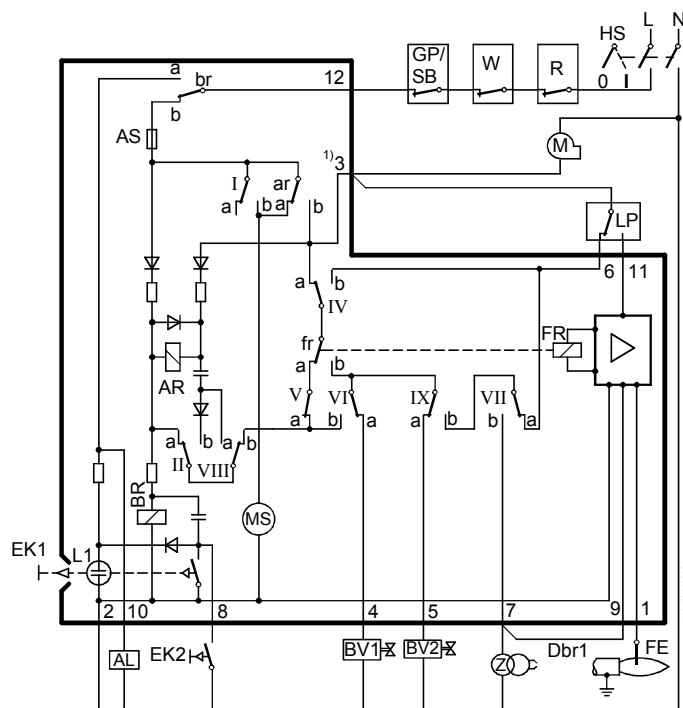 HS L N
GP/
SB
W
R
0 I
a
br
12
b
AS
M
1) 3
I
ar
a b a b
LP
6 11
a b
IV
fr
FR
a b
AR
V VI IX VII
a b a b a b a b a b a
II VIII
BR
MS
EK1 L1
2 10 8 4 5 7 9 1
AL
EK2
BV1
BV2
Z
Dbr1
FE